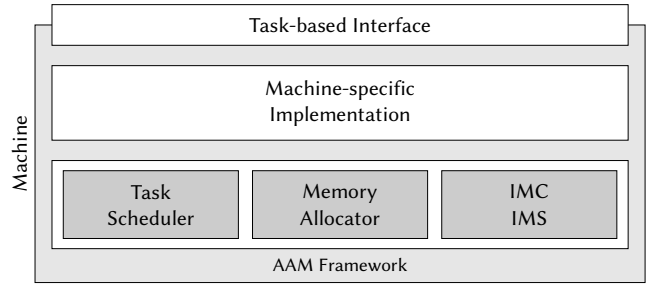 Task-based Interface
Machine-specific
Implementation
Machine
Task
Scheduler
Memory
Allocator
IMC
IMS
AAM Framework